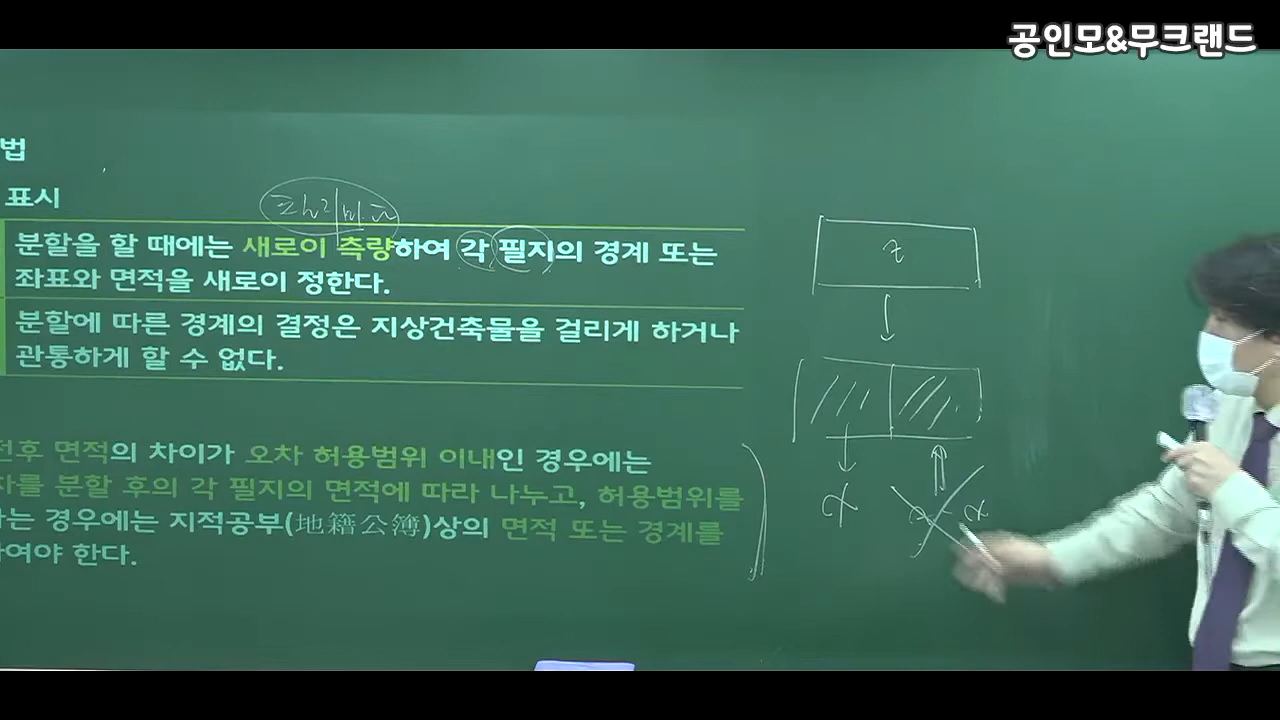 공인모&무크랜드
법
표시
분할을 할 때에는 새로이 측량하여 각 필지의 경계 또는
좌표와 면적을 새로이 정한다.
분할에 따른 경계의 결정은 지상건축물을 걸리게 하거나
관통하게 할 수 없다.
전후 면적의 차이가 오차 허용범위 이내인 경우에는
차를 분할 후의 각 필지의 면적에 따라 나누고, 허용범위를
하는 경우에는 지적공부(地籍公簿)상의 면적 또는 경계를
하여야 한다.